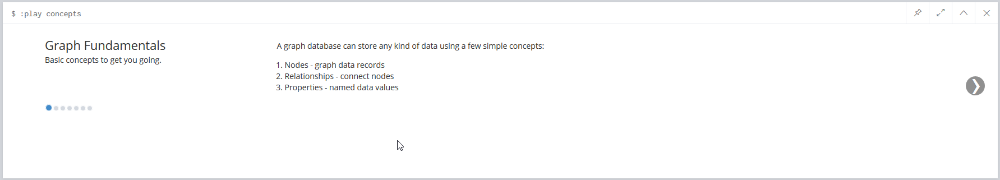 $ :play concepts
Graph Fundamentals
Basic concepts to get you going.
A graph database can store any kind of data using a few simple concepts:
1. Nodes - graph data records
2. Relationships - connect nodes
3. Properties - named data values